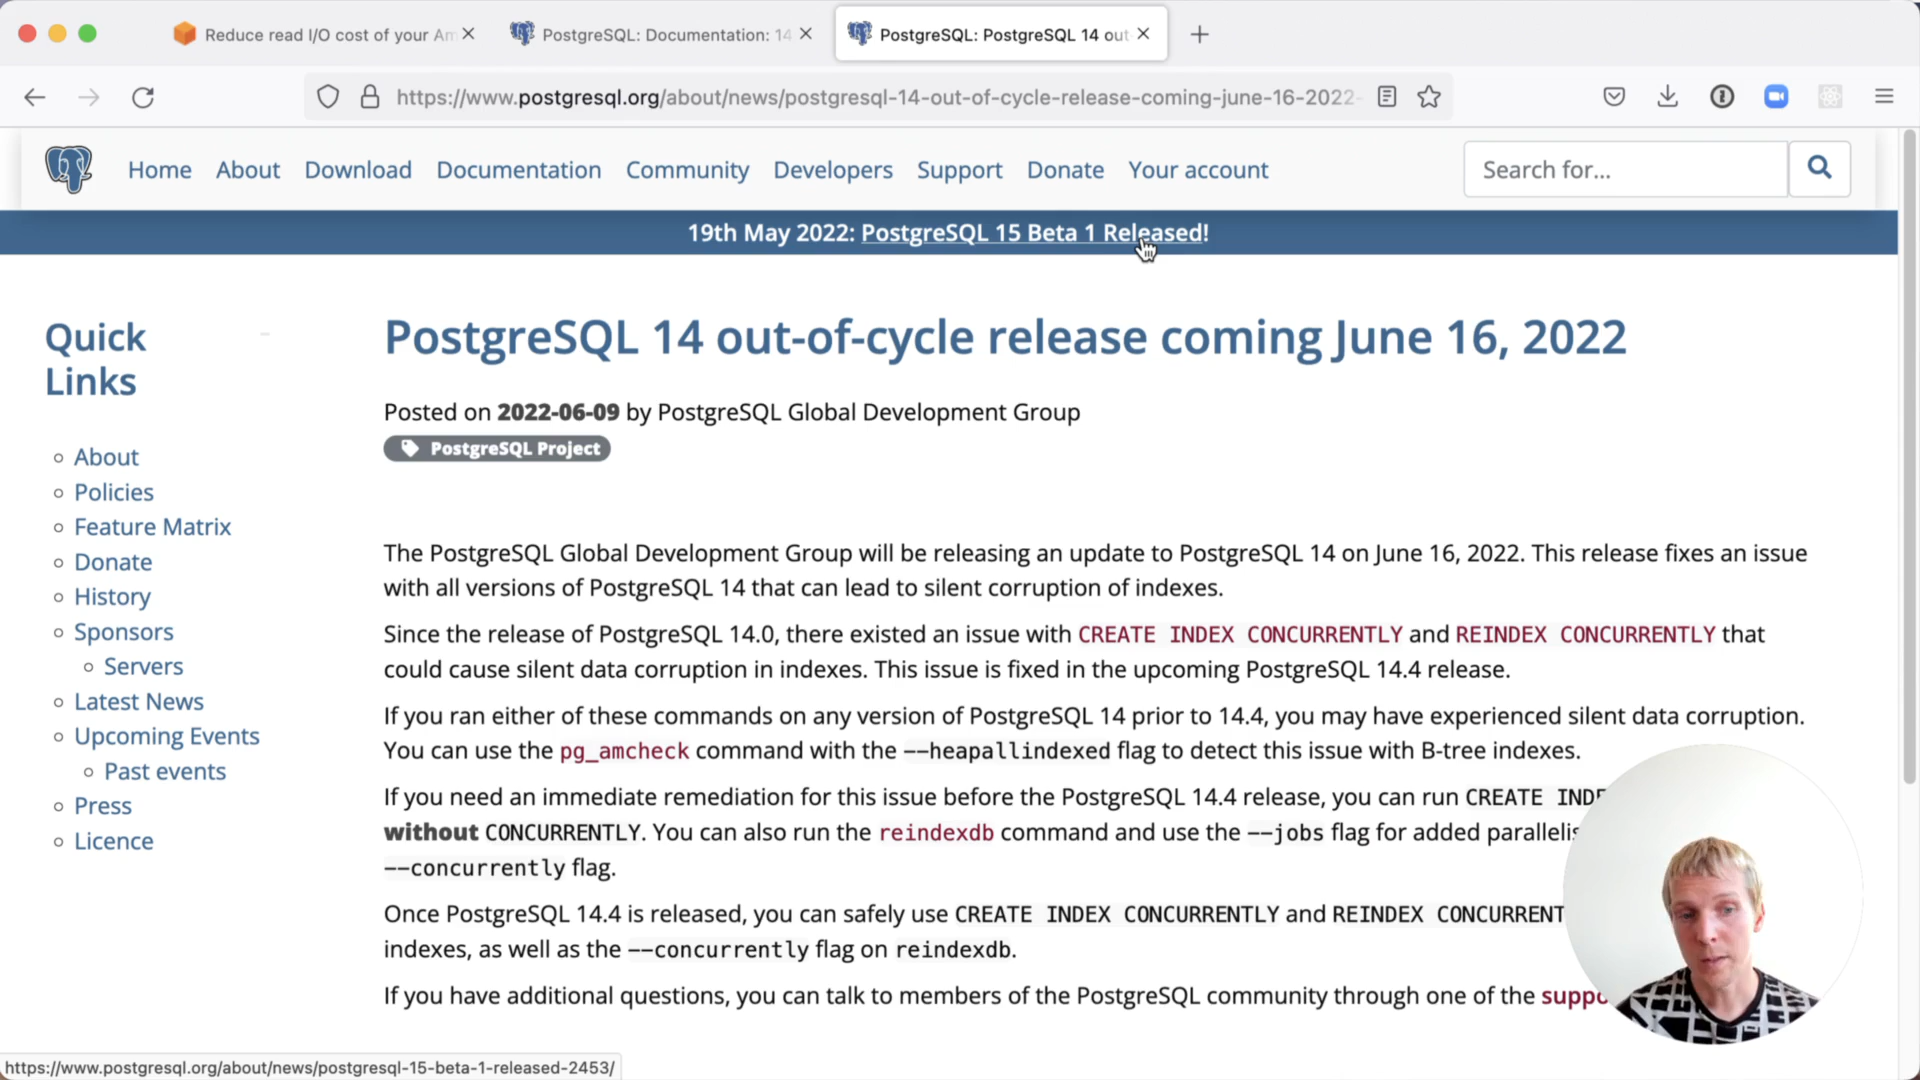 Reduce read I/O cost of your Am
PostgreSQL: Documentation: 14
PostgreSQL: PostgreSQL 14 out
https://www.postgresql.org/about/news/postgresql-14-out-of-cycle-release-coming-june-16-2022-
Home About Download Documentation Community Developers Support Donate Your account
Search for...
19th May 2022: PostgreSQL 15 Beta 1 Released!
Quick
Links
About
Policies
Feature Matrix
Donate
History
Sponsors
Servers
Latest News
Upcoming Events
Past events
Press
Licence
PostgreSQL 14 out-of-cycle release coming June 16, 2022
Posted on 2022-06-09 by PostgreSQL Global Development Group
PostgreSQL Project
The PostgreSQL Global Development Group will be releasing an update to PostgreSQL 14 on June 16, 2022. This release fixes an issue
with all versions of PostgreSQL 14 that can lead to silent corruption of indexes.
Since the release of PostgreSQL 14.0, there existed an issue with CREATE INDEX CONCURRENTLY and REINDEX CONCURRENTLY that
could cause silent data corruption in indexes. This issue is fixed in the upcoming PostgreSQL 14.4 release.
If you ran either of these commands on any version of PostgreSQL 14 prior to 14.4, you may have experienced silent data corruption.
You can use the pg_amcheck command with the --heapallindexed flag to detect this issue with B-tree indexes.
If you need an immediate remediation for this issue before the PostgreSQL 14.4 release, you can run CREATE INDE
without CONCURRENTLY. You can also run the reindexdb command and use the --jobs flag for added parallelis
--concurrently flag.
Once PostgreSQL 14.4 is released, you can safely use CREATE INDEX CONCURRENTLY and REINDEX CONCURRENT
indexes, as well as the --concurrently flag on reindexdb.
If you have additional questions, you can talk to members of the PostgreSQL community through one of the suppo
https://www.postgresql.org/about/news/postgresql-15-beta-1-released-2453/